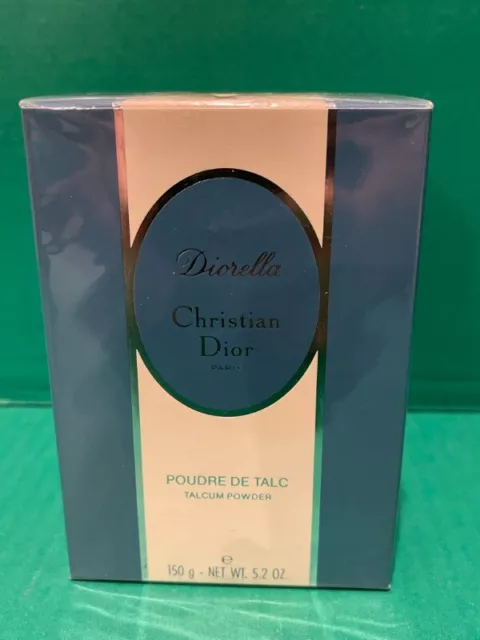 Diorella
Christian
Dior
PARIS
POUDRE DE TALC
TALCUM POWDER
℮
150 g - NET WT. 5.2 OZ.